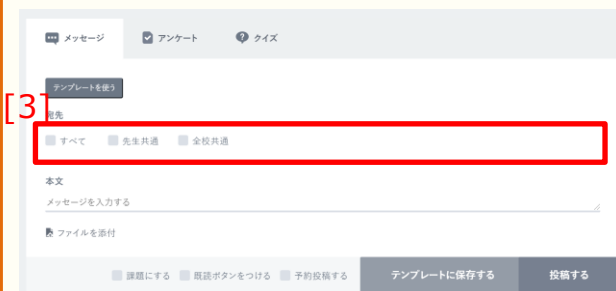 メッセージ アンケート クイズ
テンプレートを使う
[3]
宛先
すべて 先生共通 全校共通
本文
メッセージを入力する
ファイルを添付
課題にする 既読ボタンをつける 予約投稿する テンプレートに保存する 投稿する